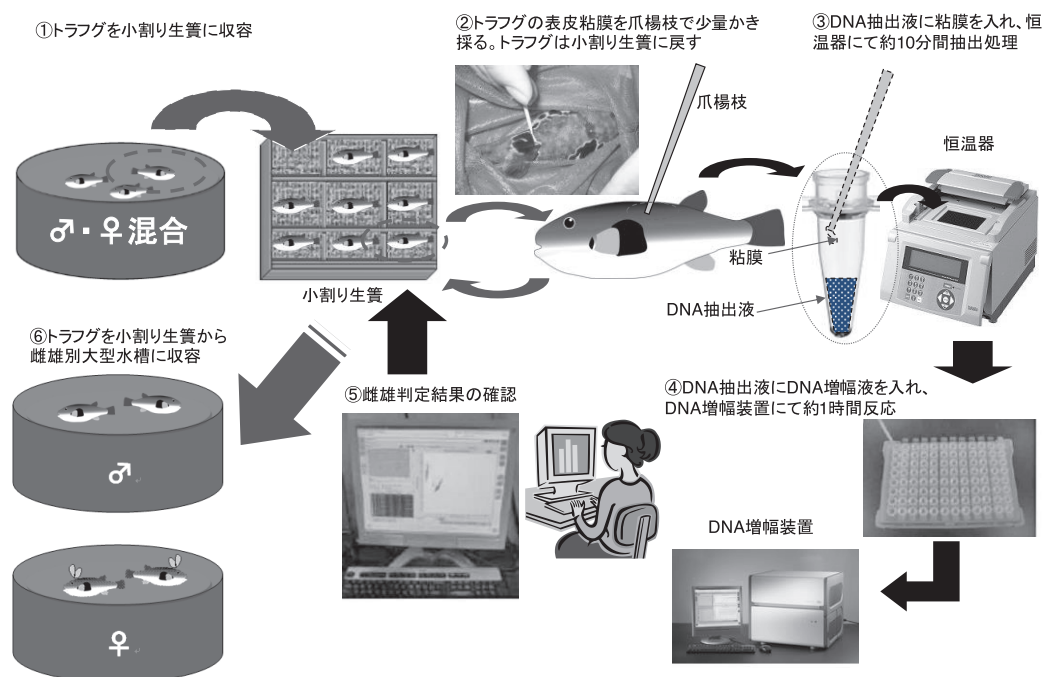 ①トラフグを小割り生簀に収容
②トラフグの表皮粘膜を爪楊枝で少量かき
採る。トラフグは小割り生簀に戻す
③DNA抽出液に粘膜を入れ、恒
温器にて約10分間抽出処理
爪楊枝
恒温器
♂・♀混合
粘膜
小割り生簀
DNA抽出液
⑥トラフグを小割り生簀から
雌雄別大型水槽に収容
⑤雌雄判定結果の確認
④DNA抽出液にDNA増幅液を入れ、
DNA増幅装置にて約1時間反応
♂
DNA増幅装置
♀